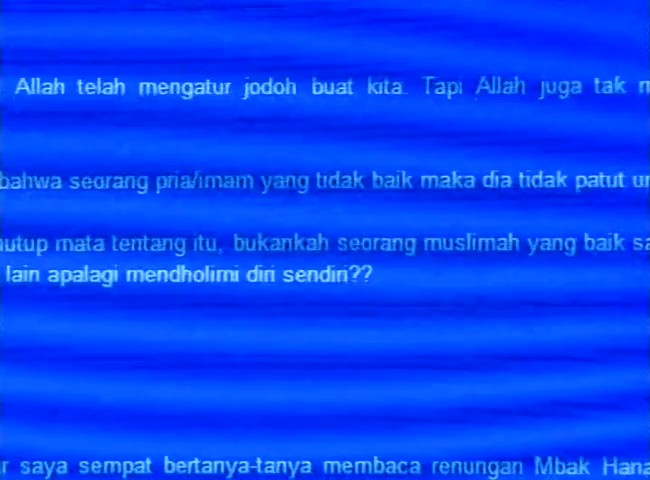 Allah telah mengatur jodoh buat kita. Tapi Allah juga tak
bahwa seorang pria/imam yang tidak baik maka dia tidak patut
mata tentang itu, bukankah seorang muslimah yang baik
lain apalagi mendholimi diri sendiri??
saya sempat bertanya-tanya membaca renungan Mbak Hana